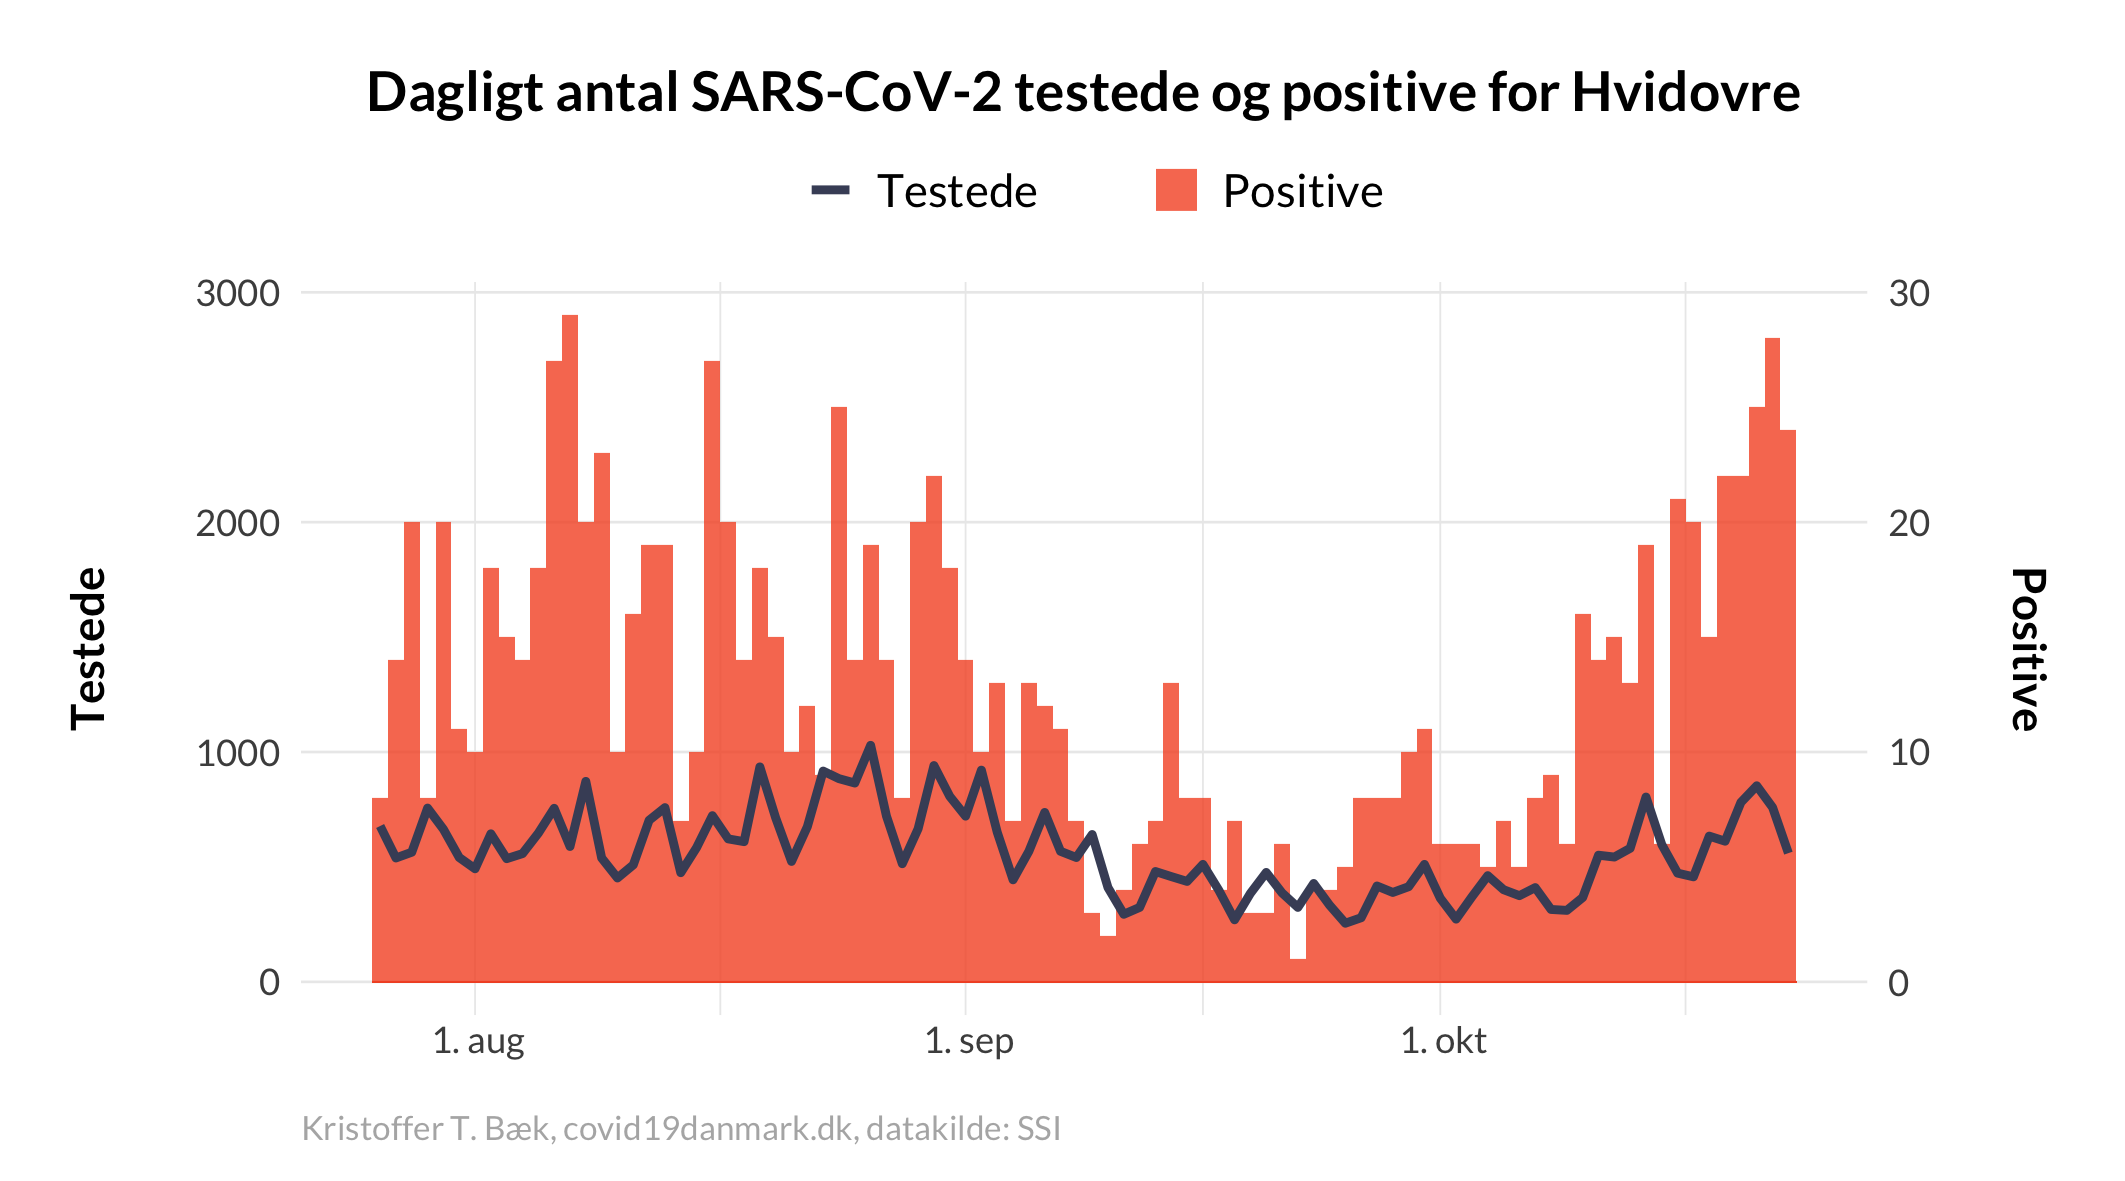 Dagligt antal SARS-CoV-2 testede og positive for Hvidovre
Testede Positive
3000 30
2000 20
Testede
Positive
1000 10
0 0
1. aug 1. sep 1. okt
Kristoffer T. Bæk, covid19danmark.dk, datakilde: SSI